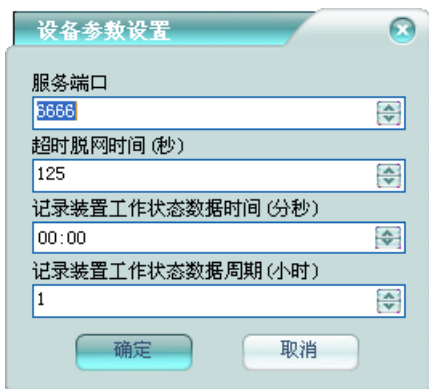 设备参数设置
服务端口
6666
超时脱网时间(秒)
125
记录装置工作状态数据时间(分秒)
00:00
记录装置工作状态数据周期(小时)
1
确定 取消